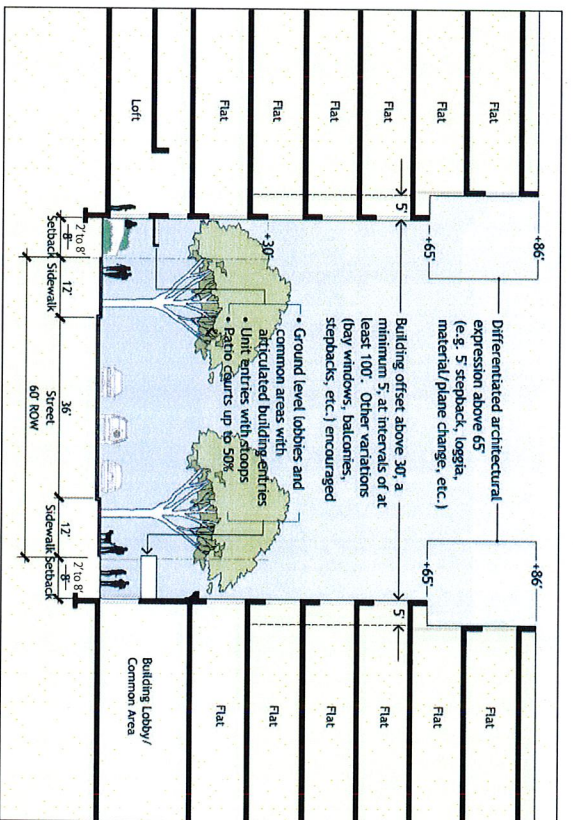 +86'
+86'
Differentiated architectural
expression above 65'
(e.g. 5' stepback, loggia,
material/plane change, etc.)
+65'
+65'
Building offset above 30', a
minimum 5', at intervals of at
least 100'. Other variations
(bay windows, balconies,
stepbacks, etc.) encouraged
5'
5'
+30'
• Ground level lobbies and
common areas with
articulated building entries
• Unit entries with stoops
• Patio courts up to 50%
Flat
Flat
Flat
Flat
Flat
Flat
Loft
Flat
Flat
Flat
Flat
Flat
Flat
Building Lobby/
Common Area
2' to 8'
8'
Setback
12'
Sidewalk
36'
Street
60' ROW
12'
Sidewalk
2' to 8'
8'
Setback